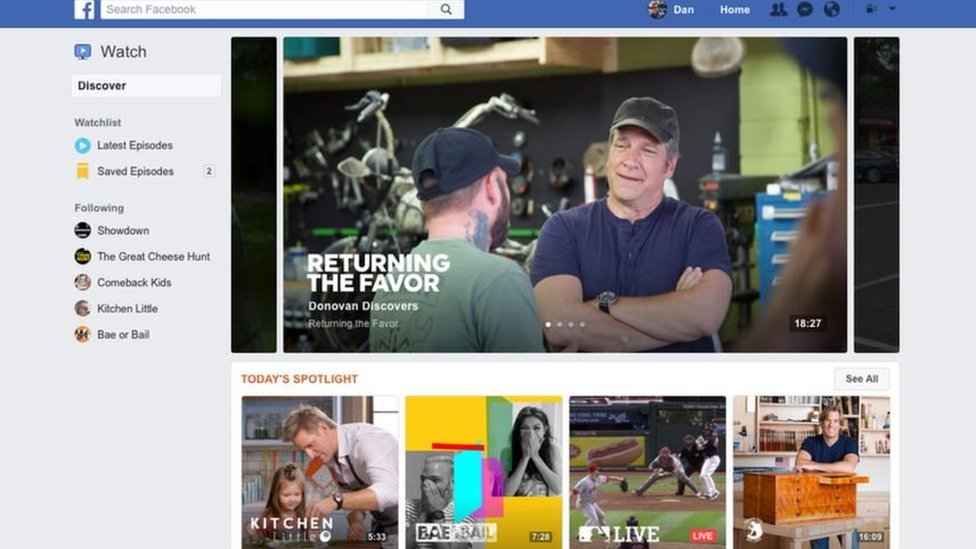 f
Search Facebook
Dan
Home
Watch
Discover
Watchlist
Latest Episodes
Saved Episodes 2
Following
Showdown
The Great Cheese Hunt
Comeback Kids
Kitchen Little
Bae or Bail
RETURNING
THE FAVOR
Donovan Discovers
Returning the Favor
18:27
TODAY'S SPOTLIGHT
See All
KITCHEN
Little
5:33
BAE OR BAIL
7:28
LIVE
LIVE
16:09